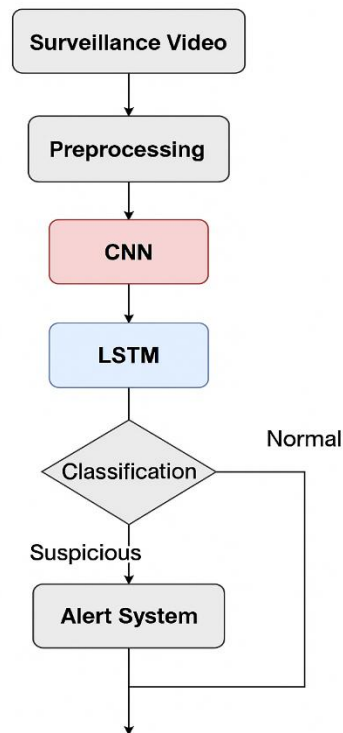 Surveillance Video
Preprocessing
CNN
LSTM
Normal
Classification
Suspicious
Alert System